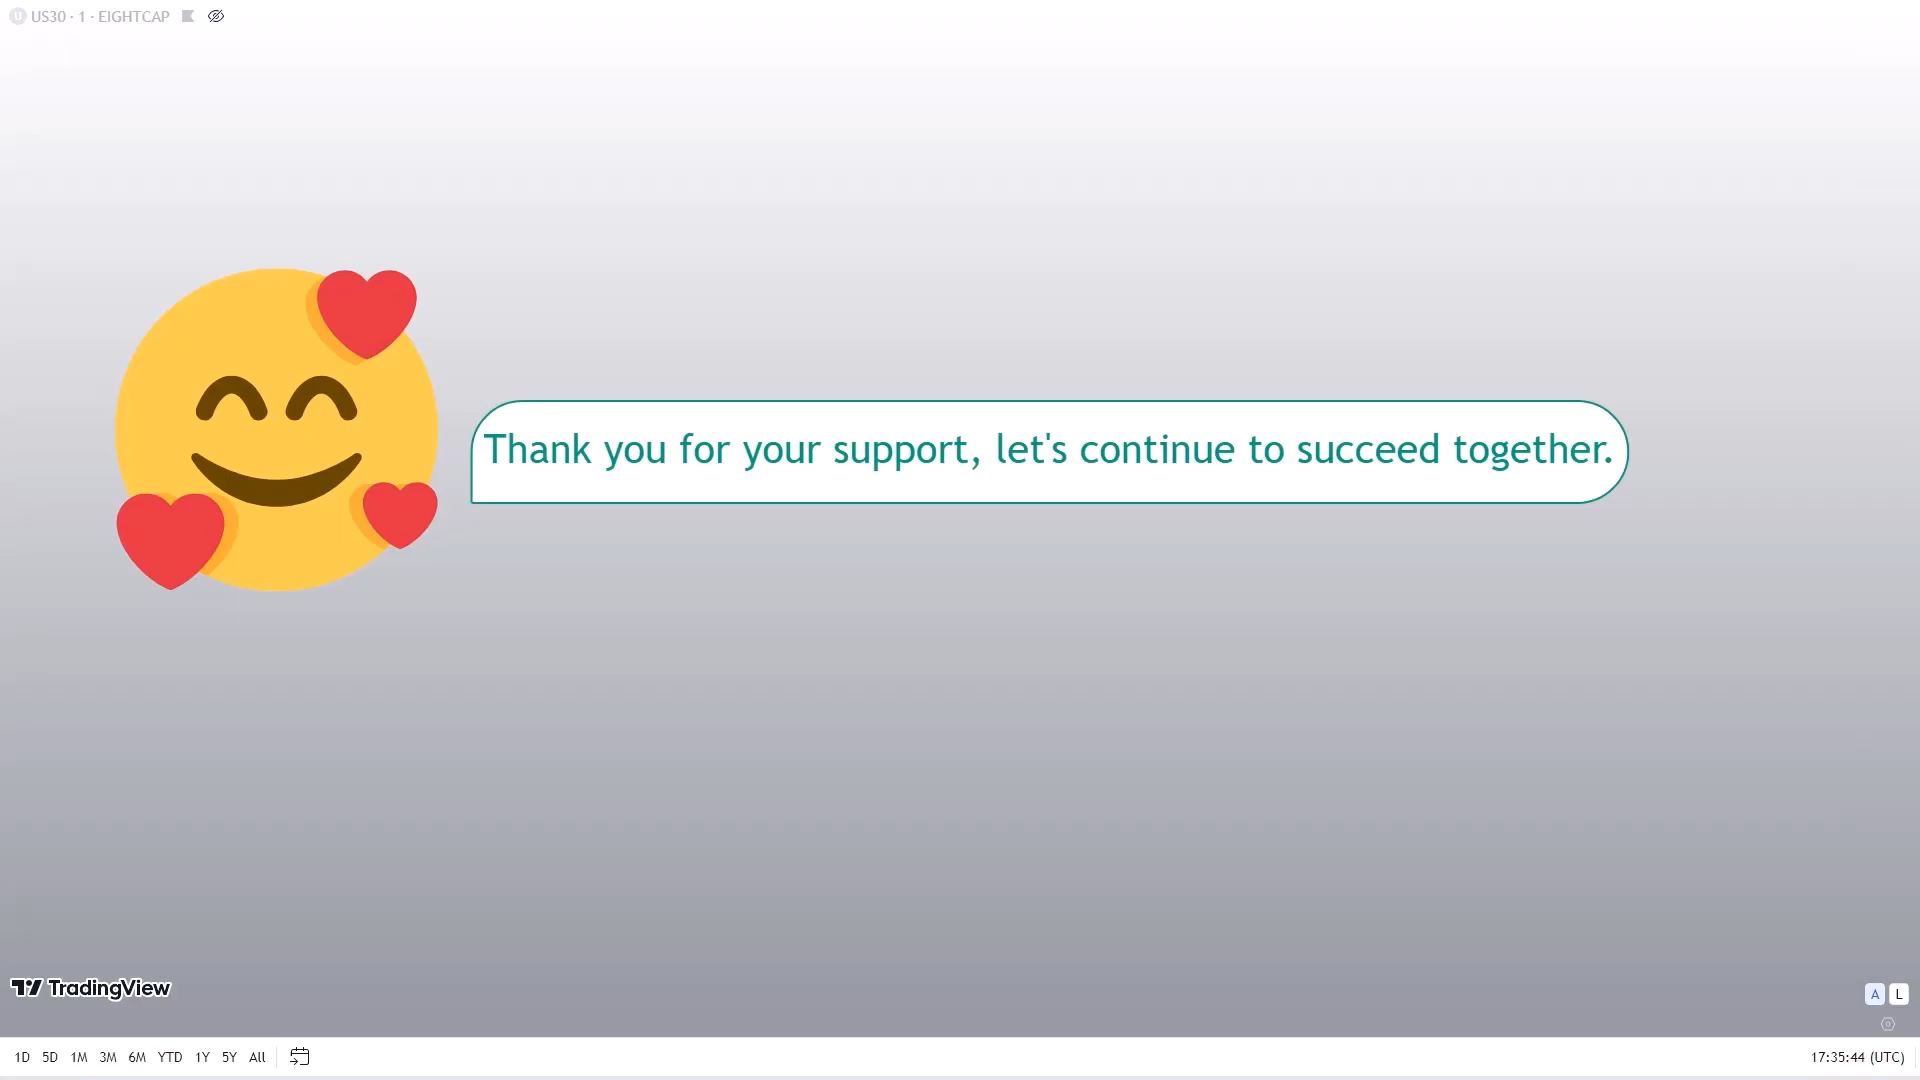 U US30 · 1 · EIGHTCAP
Thank you for your support, let's continue to succeed together.
TradingView
A L
1D 5D 1M 3M 6M YTD 1Y 5Y All
17:35:44 (UTC)